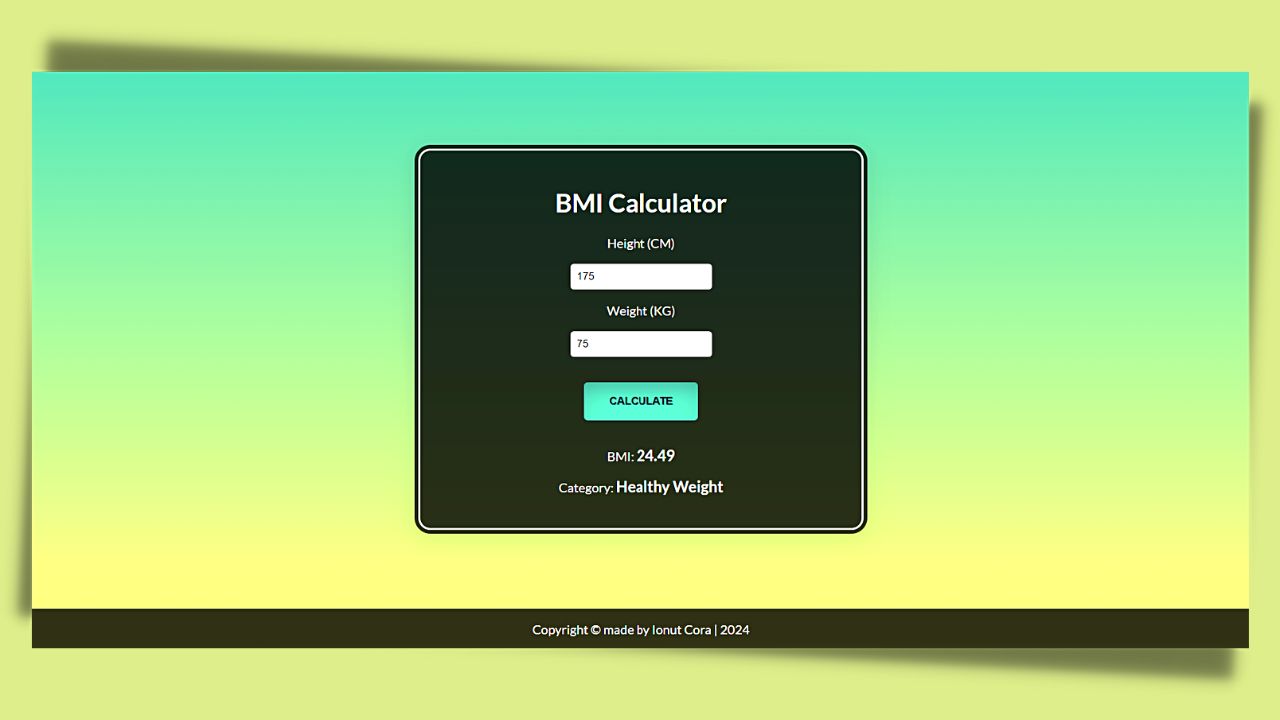 BMI Calculator
Height (CM)
175
Weight (KG)
75
CALCULATE
BMI: 24.49
Category: Healthy Weight
Copyright © made by Ionut Cora | 2024